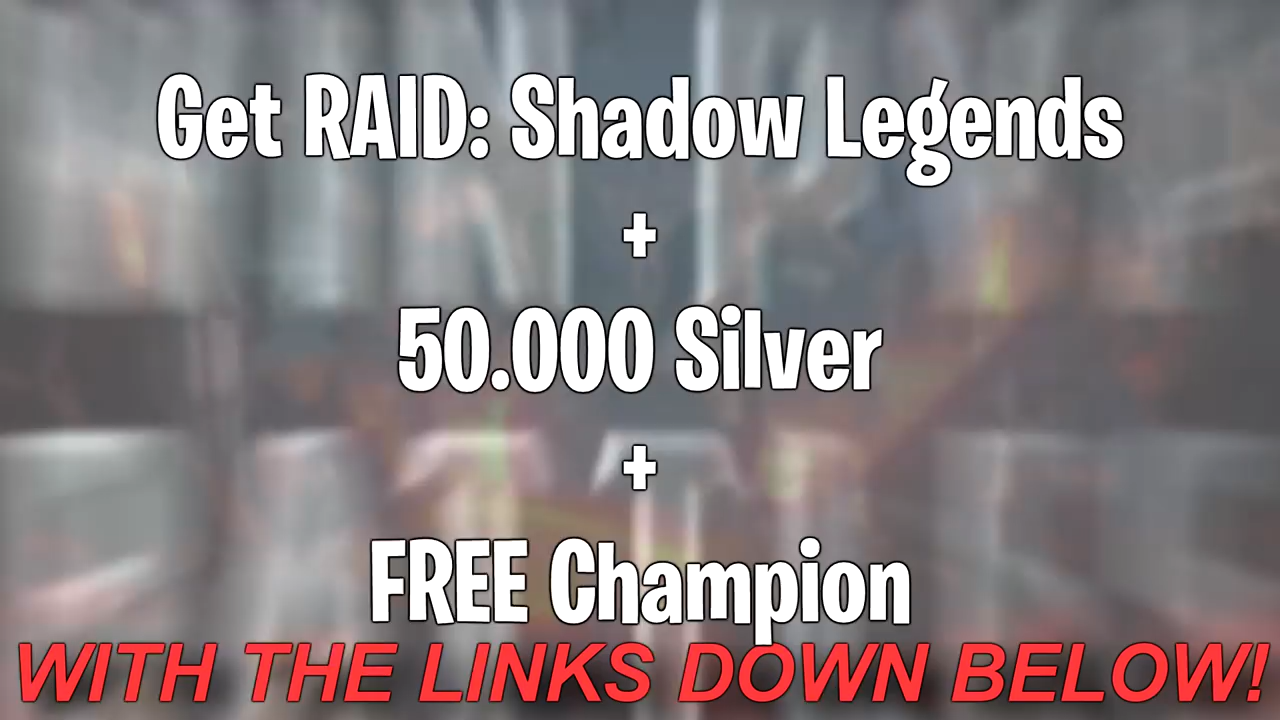 Get RAID: Shadow Legends
+
50.000 Silver
+
FREE Champion
WITH THE LINKS DOWN BELOW!